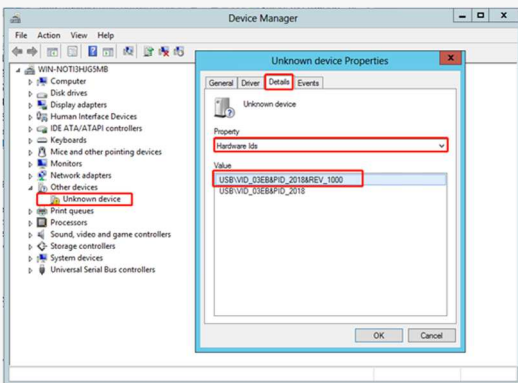 Device Manager
File Action View Help
WIN-NOTI3HJG5MB
Computer
Disk drives
Display adapters
Human Interface Devices
IDE ATA/ATAPI controllers
Keyboards
Mice and other pointing devices
Monitors
Network adapters
Other devices
Unknown device
Print queues
Processors
Sound, video and game controllers
Storage controllers
System devices
Universal Serial Bus controllers
Unknown device Properties
General Driver Details Events
Unknown device
Property
Hardware Ids
Value
USB\VID_03EB&PID_2018&REV_1000
USB\VID_03EB&PID_2018
OK Cancel